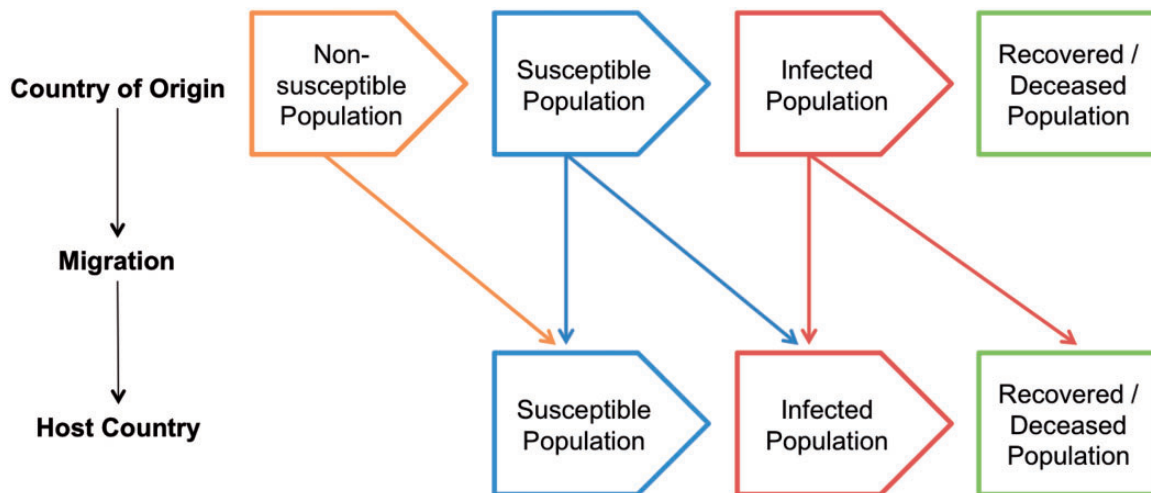 Country of Origin
Non-
susceptible
Population
Susceptible
Population
Infected
Population
Recovered /
Deceased
Population
Migration
Host Country
Susceptible
Population
Infected
Population
Recovered /
Deceased
Population